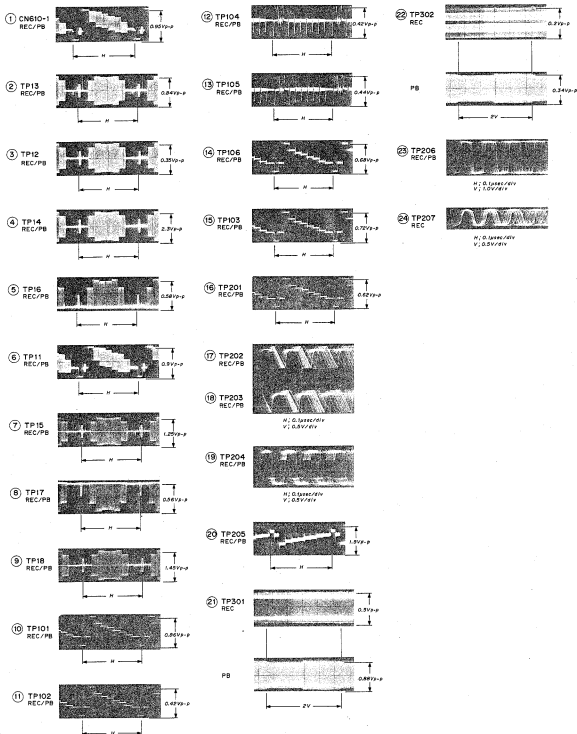 ① CN610-1
REC/PB
0.95Vp-p
H
② TP13
REC/PB
0.84Vp-p
H
③ TP12
REC/PB
0.35Vp-p
H
④ TP14
REC/PB
2.3Vp-p
H
⑤ TP16
REC/PB
0.58Vp-p
H
⑥ TP11
REC/PB
0.9Vp-p
H
⑦ TP15
REC/PB
1.25Vp-p
H
⑧ TP17
REC/PB
0.56Vp-p
H
⑨ TP18
REC/PB
1.45Vp-p
H
⑩ TP101
REC/PB
0.86Vp-p
H
⑪ TP102
REC/PB
0.42Vp-p
H
⑫ TP104
REC/PB
0.42Vp-p
H
⑬ TP105
REC/PB
0.44Vp-p
H
⑭ TP106
REC/PB
0.68Vp-p
H
⑮ TP103
REC/PB
0.72Vp-p
H
⑯ TP201
REC/PB
0.62Vp-p
H
⑰ TP202
REC/PB
⑱ TP203
REC/PB
H; 0.1µsec/div
V; 0.5V/div
⑲ TP204
REC/PB
H; 0.1µsec/div
V; 0.5V/div
⑳ TP205
REC/PB
1.5Vp-p
H
㉑ TP301
REC
0.5Vp-p
PB
0.88Vp-p
2V
㉒ TP302
REC
0.2Vp-p
PB
0.34Vp-p
2V
㉓ TP206
REC/PB
H; 0.1µsec/div
V; 1.0V/div
㉔ TP207
REC
H; 0.1µsec/div
V; 0.5V/div